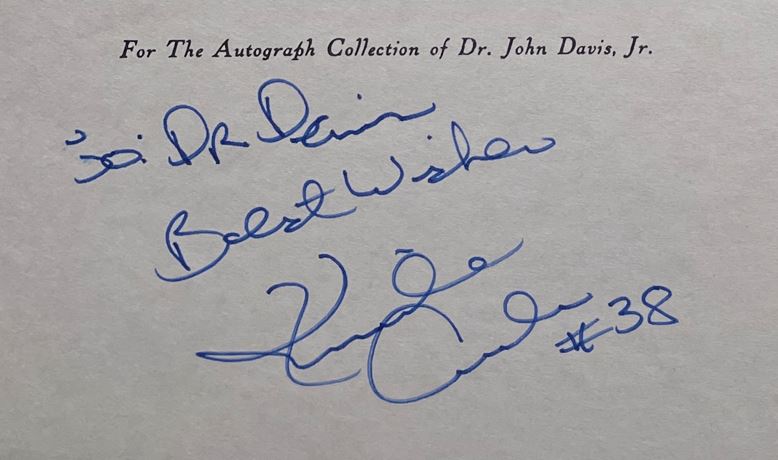 For The Autograph Collection of Dr. John Davis, Jr.
To: DR. Davis
Best Wishes
#38